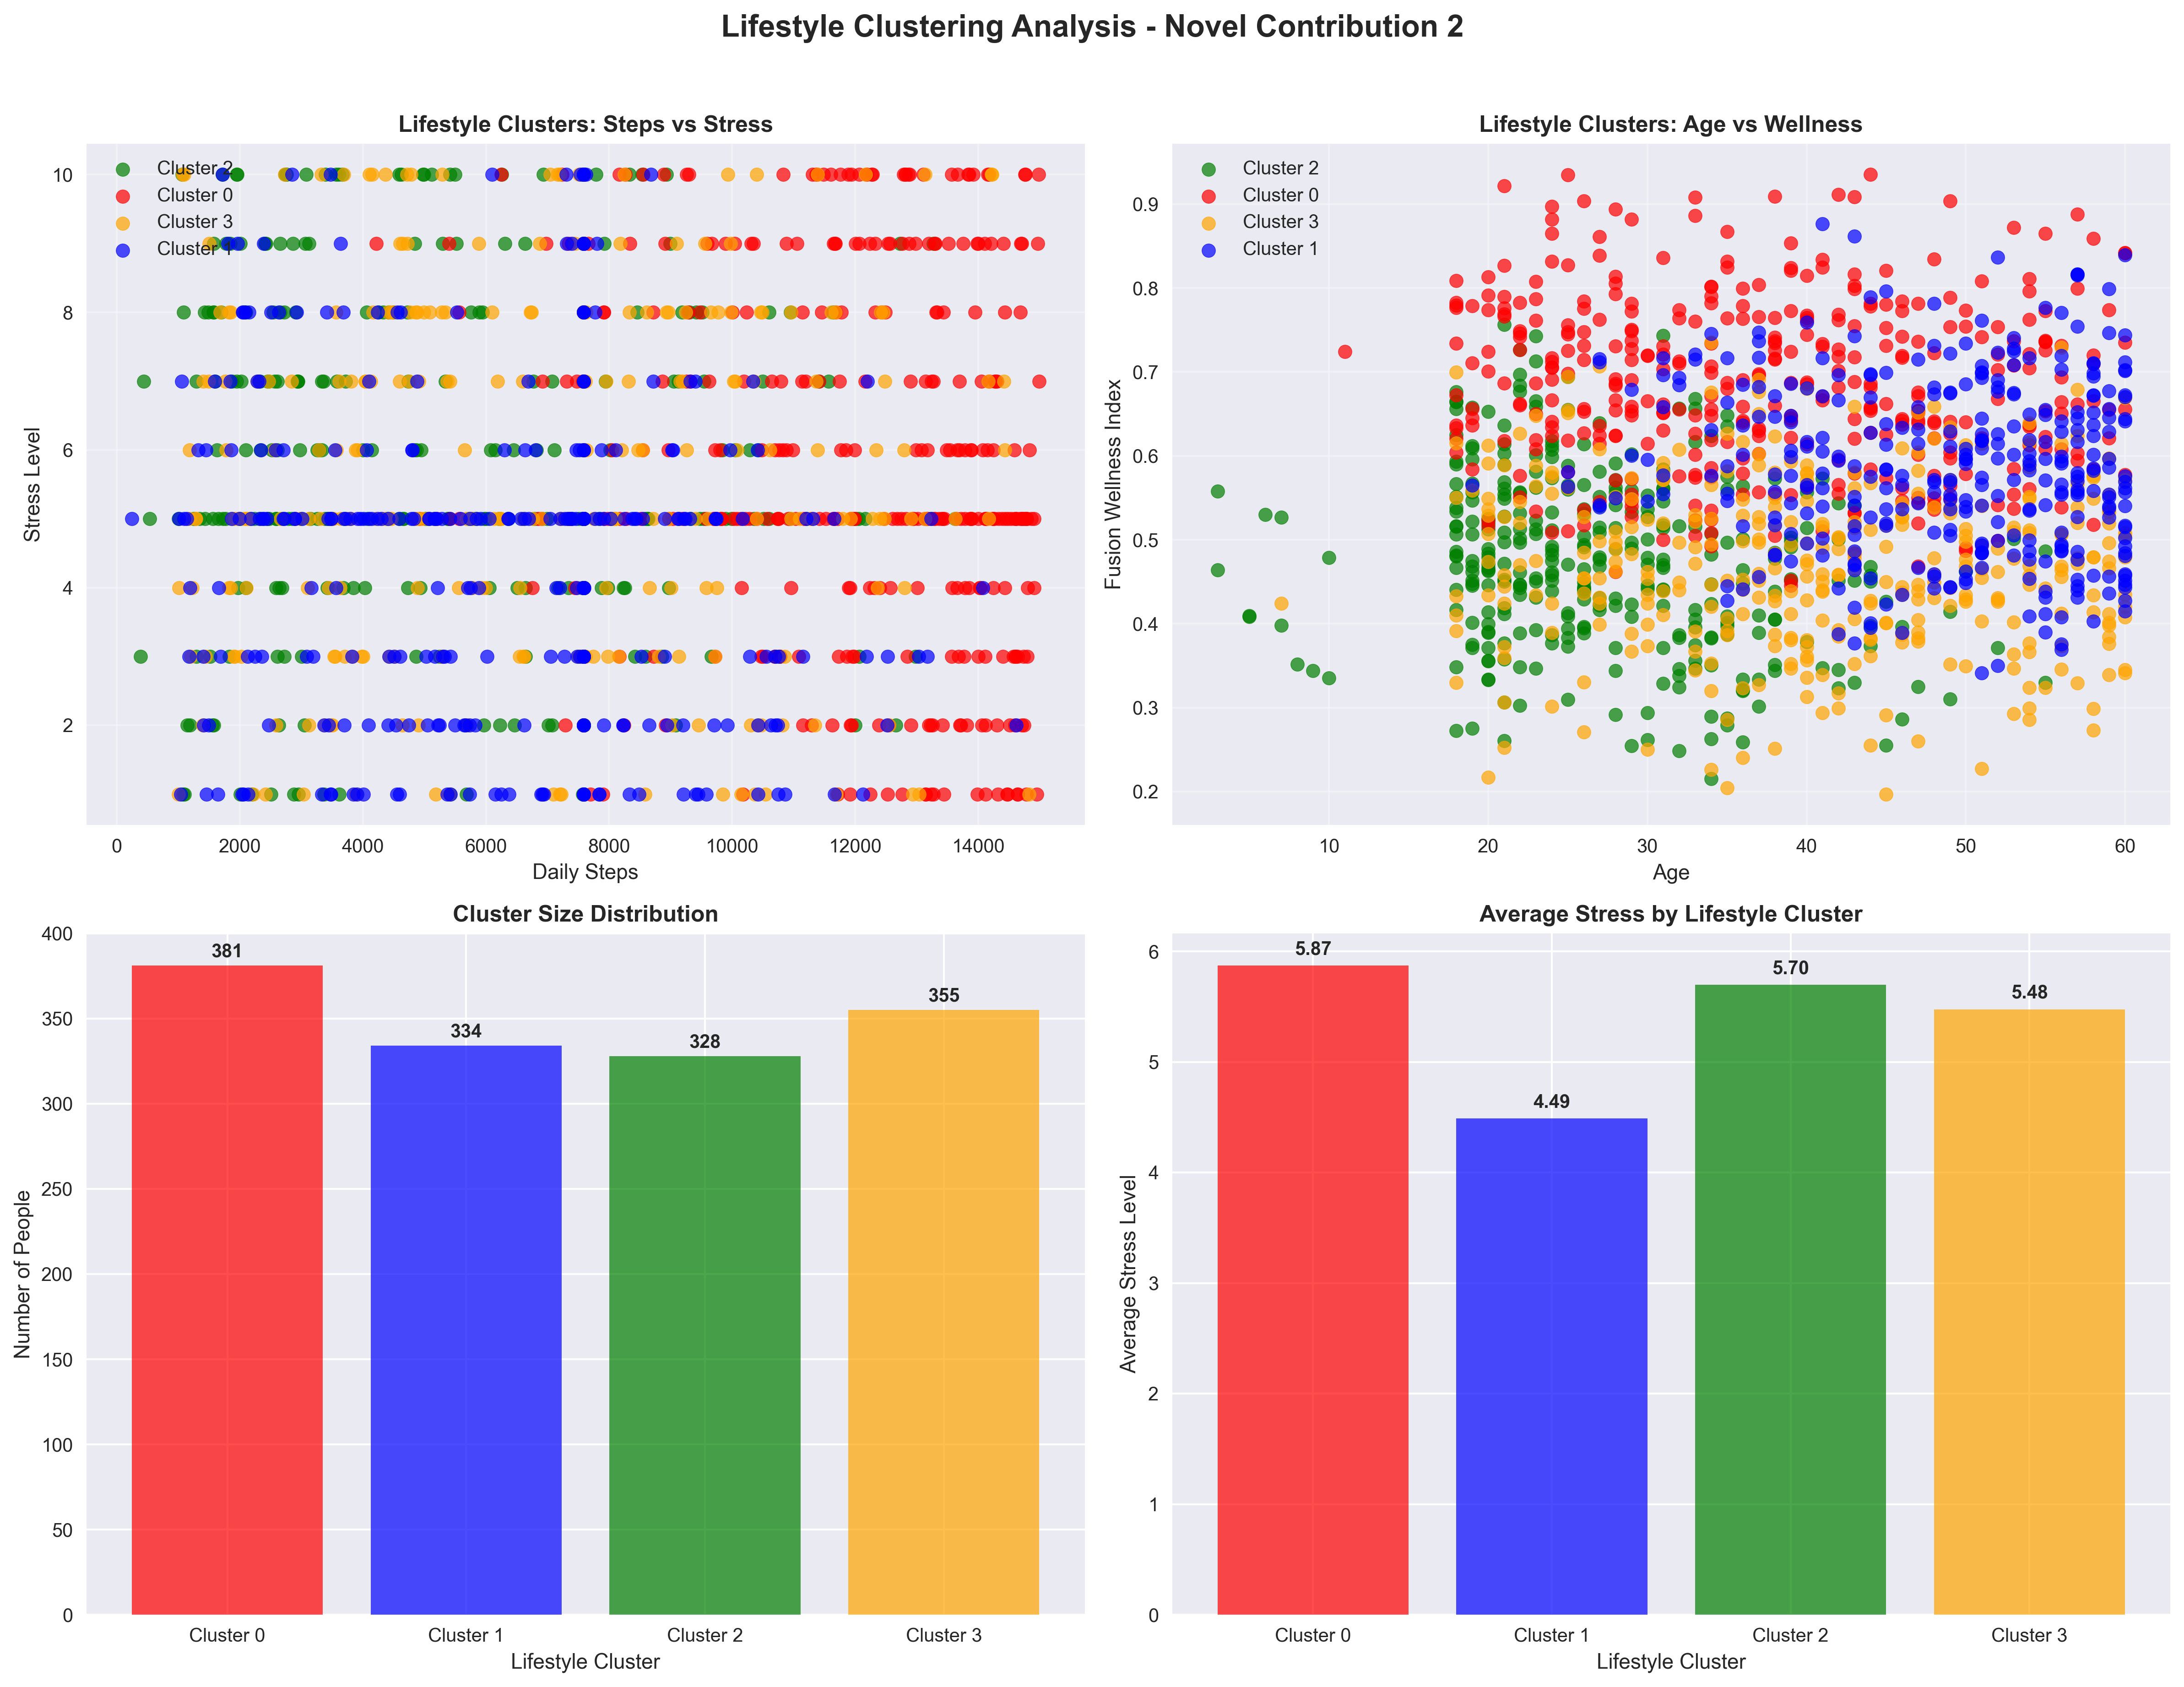 Lifestyle Clustering Analysis - Novel Contribution 2
Lifestyle Clusters: Steps vs Stress
Stress Level
10
8
6
4
2
Cluster 2
Cluster 0
Cluster 3
Cluster 1
0 2000 4000 6000 8000 10000 12000 14000
Daily Steps
Lifestyle Clusters: Age vs Wellness
Fusion Wellness Index
0.9
0.8
0.7
0.6
0.5
0.4
0.3
0.2
Cluster 2
Cluster 0
Cluster 3
Cluster 1
10 20 30 40 50 60
Age
Cluster Size Distribution
Number of People
400
350
300
250
200
150
100
50
0
381
334
328
355
Cluster 0 Cluster 1 Cluster 2 Cluster 3
Lifestyle Cluster
Average Stress by Lifestyle Cluster
Average Stress Level
6
5
4
3
2
1
0
5.87
4.49
5.70
5.48
Cluster 0 Cluster 1 Cluster 2 Cluster 3
Lifestyle Cluster